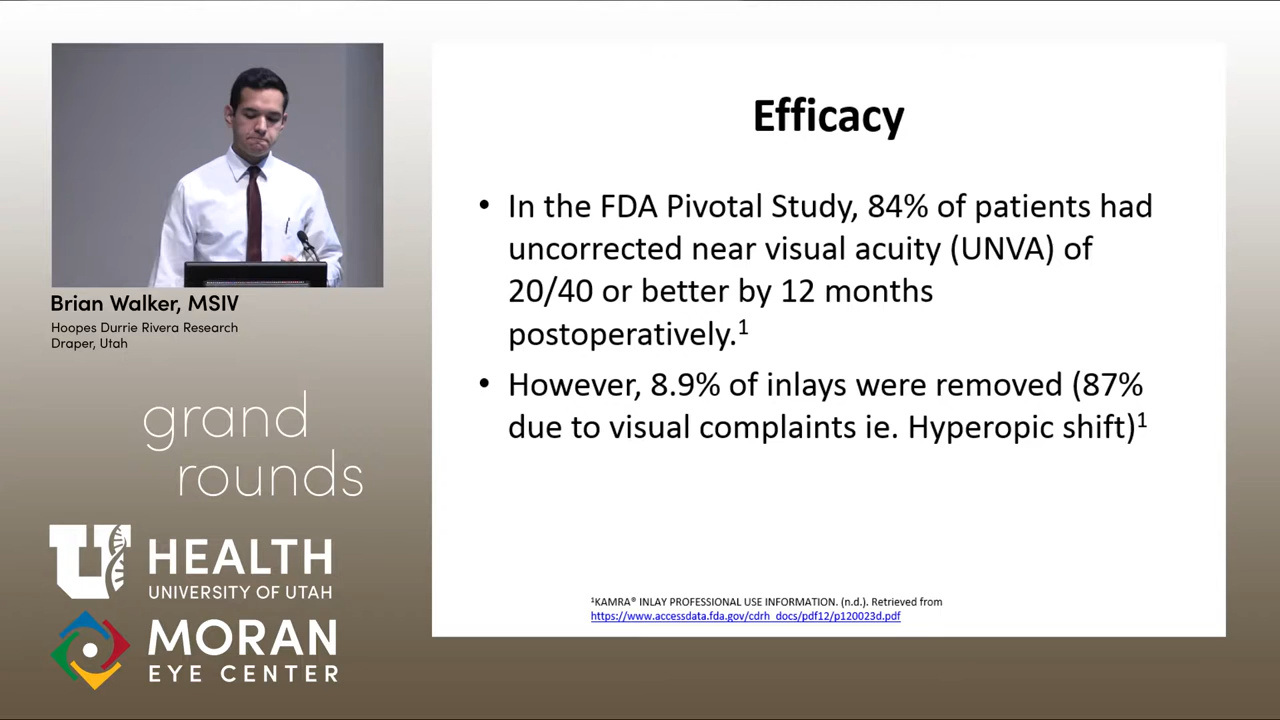 Brian Walker, MSIV
Hoopes Durrie Rivera Research
Draper, Utah
grand
rounds
U
HEALTH
UNIVERSITY OF UTAH
MORAN
EYE CENTER
Efficacy
• In the FDA Pivotal Study, 84% of patients had
uncorrected near visual acuity (UNVA) of
20/40 or better by 12 months
postoperatively.¹
• However, 8.9% of inlays were removed (87%
due to visual complaints ie. Hyperopic shift)¹
¹KAMRA® INLAY PROFESSIONAL USE INFORMATION. (n.d.). Retrieved from
https://www.accessdata.fda.gov/cdrh_docs/pdf12/p120023d.pdf